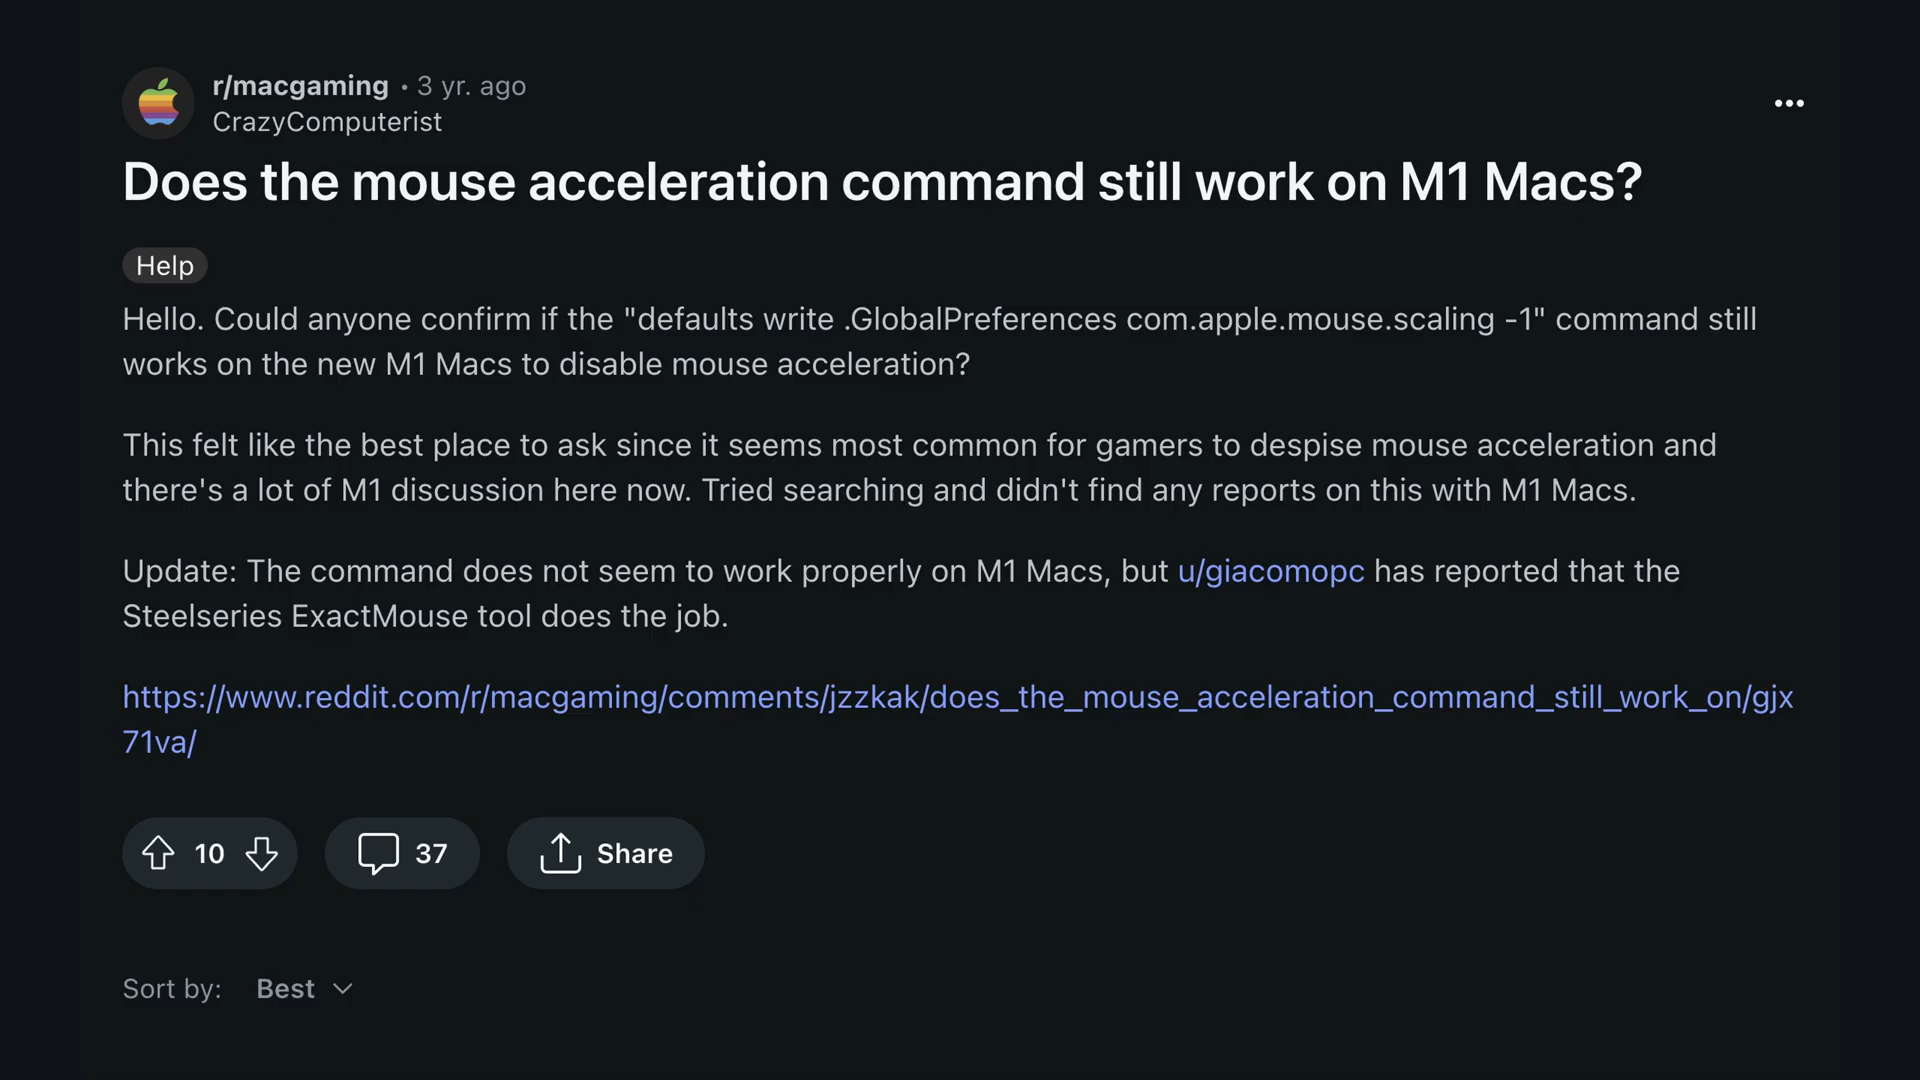 r/macgaming • 3 yr. ago
CrazyComputerist
Does the mouse acceleration command still work on M1 Macs?
Help
Hello. Could anyone confirm if the "defaults write .GlobalPreferences com.apple.mouse.scaling -1" command still
works on the new M1 Macs to disable mouse acceleration?
This felt like the best place to ask since it seems most common for gamers to despise mouse acceleration and
there's a lot of M1 discussion here now. Tried searching and didn't find any reports on this with M1 Macs.
Update: The command does not seem to work properly on M1 Macs, but u/giacomopc has reported that the
Steelseries ExactMouse tool does the job.
https://www.reddit.com/r/macgaming/comments/jzzkak/does_the_mouse_acceleration_command_still_work_on/gjx
71va/
10 37 Share
Sort by: Best